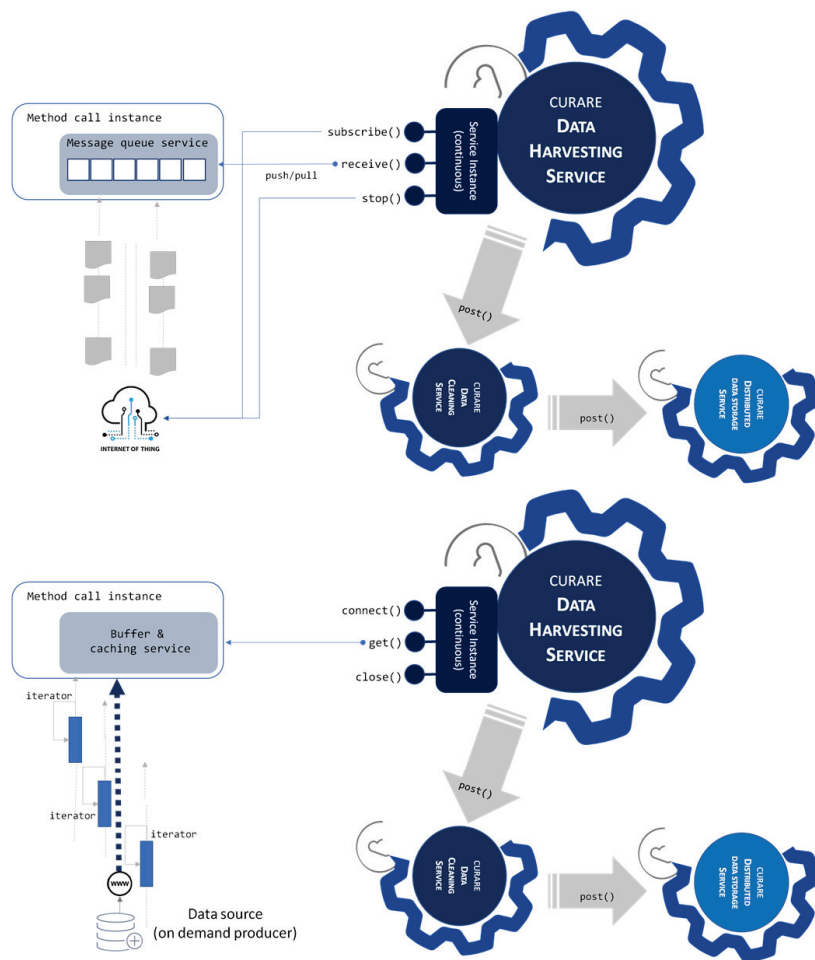 Method call instance
Message queue service
push/pull
subscribe()
receive()
stop()
Service Instance
(continuous)
CURARE
DATA
HARVESTING
SERVICE
post()
INTERNET OF THING
CURARE
DATA
CLEANING
SERVICE
post()
CURARE
DISTRIBUTED
DATA STORAGE
SERVICE
Method call instance
Buffer &
caching service
connect()
get()
close()
Service Instance
(continuous)
CURARE
DATA
HARVESTING
SERVICE
iterator
iterator
iterator
www
Data source
(on demand producer)
post()
CURARE
DATA
CLEANING
SERVICE
post()
CURARE
DISTRIBUTED
DATA STORAGE
SERVICE